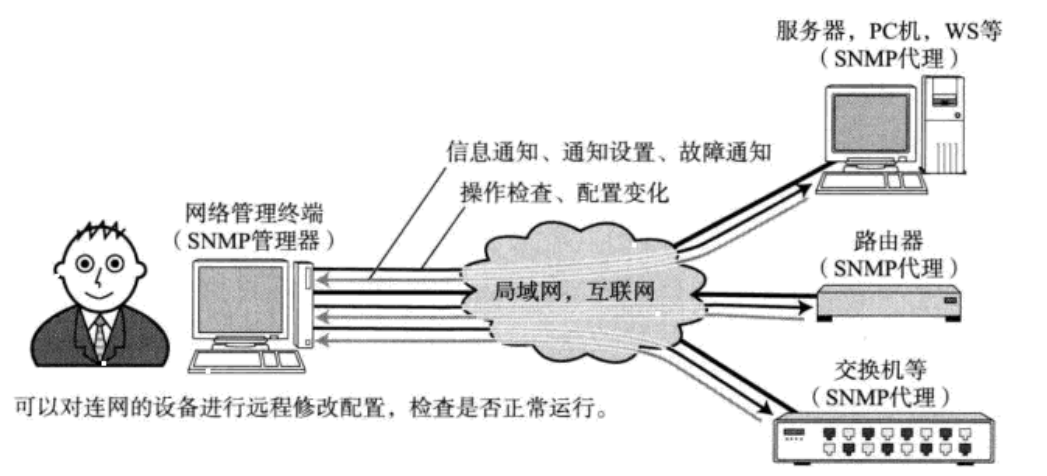 服务器，PC机，WS等
（SNMP代理）
信息通知、通知设置、故障通知
操作检查、配置变化
网络管理终端
（SNMP管理器）
路由器
（SNMP代理）
局域网，互联网
交换机等
（SNMP代理）
可以对连网的设备进行远程修改配置，检查是否正常运行。